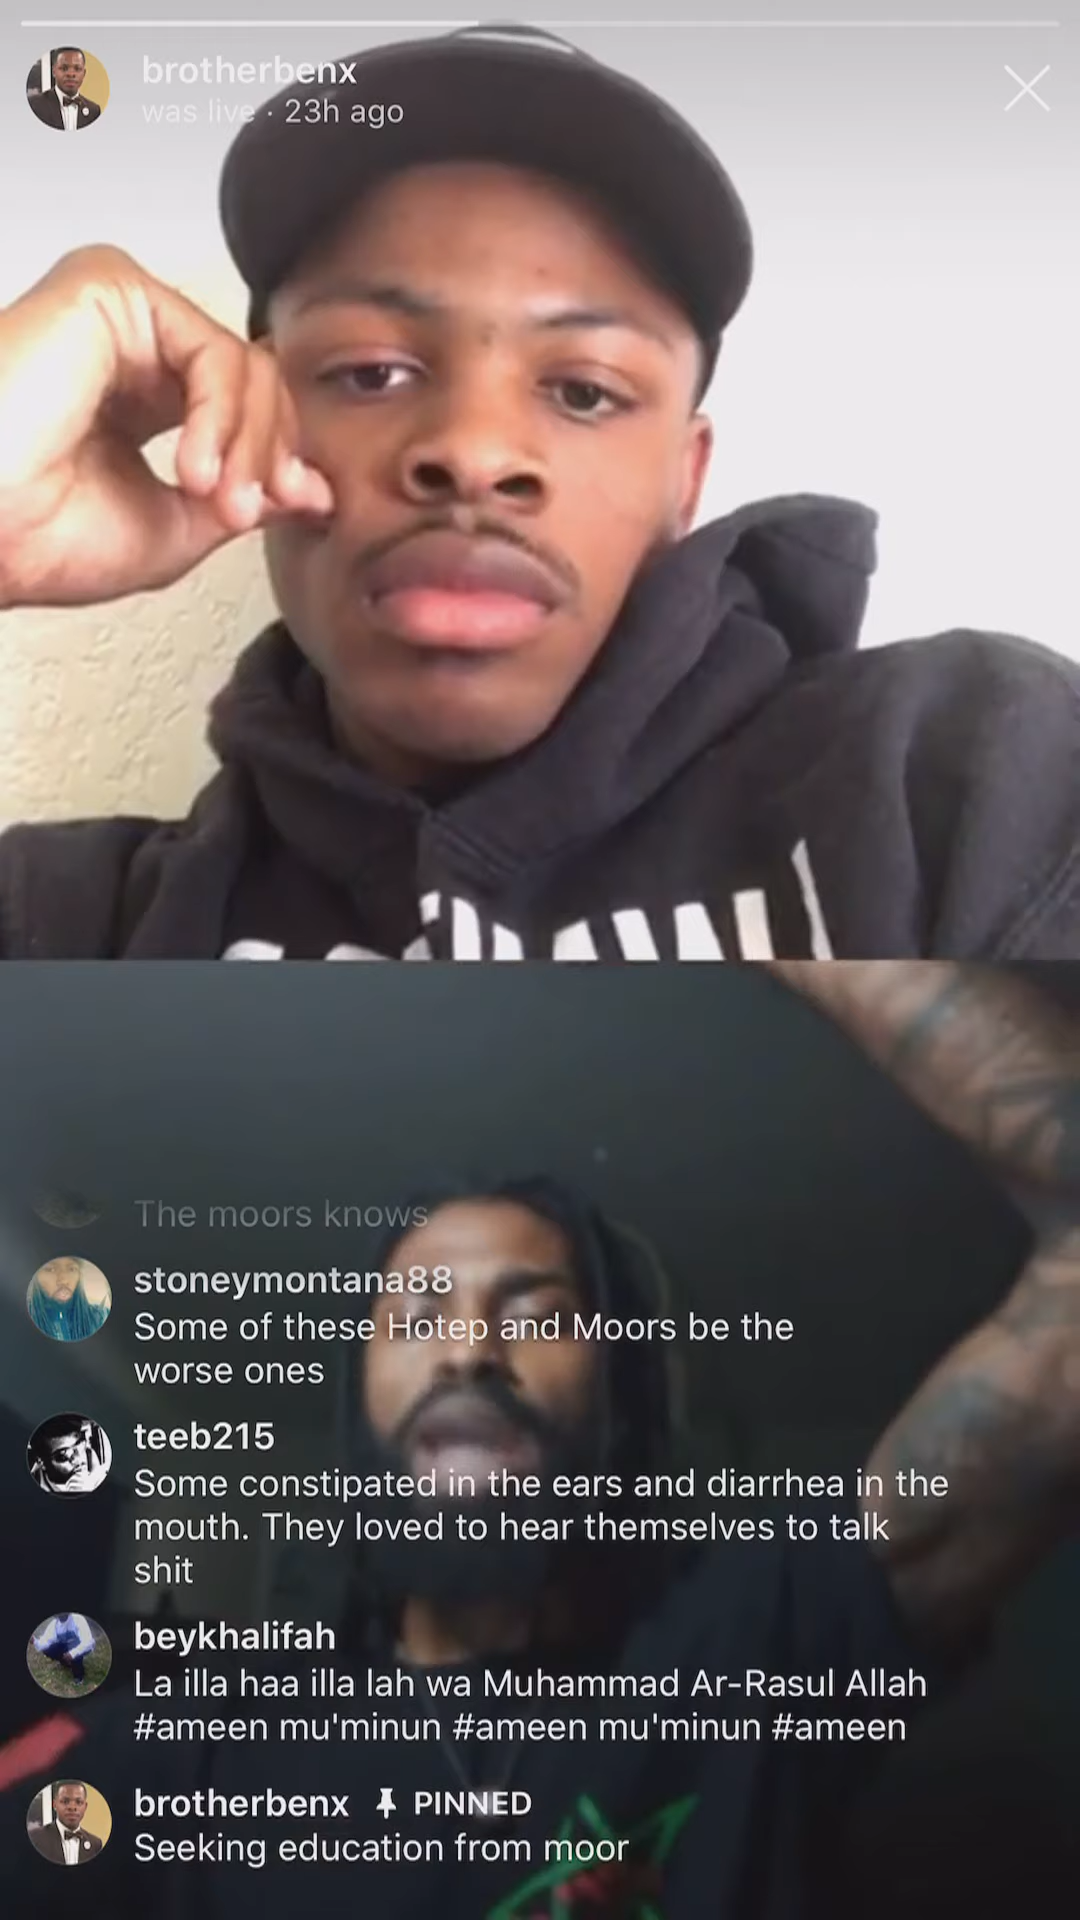 brotherbenx
was live · 23h ago
The moors knows
stoneymontana88
Some of these Hotep and Moors be the
worse ones
teeb215
Some constipated in the ears and diarrhea in the
mouth. They loved to hear themselves to talk
shit
beykhalifah
La illa haa illa lah wa Muhammad Ar-Rasul Allah
#ameen mu'minun #ameen mu'minun #ameen
brotherbenx PINNED
Seeking education from moor